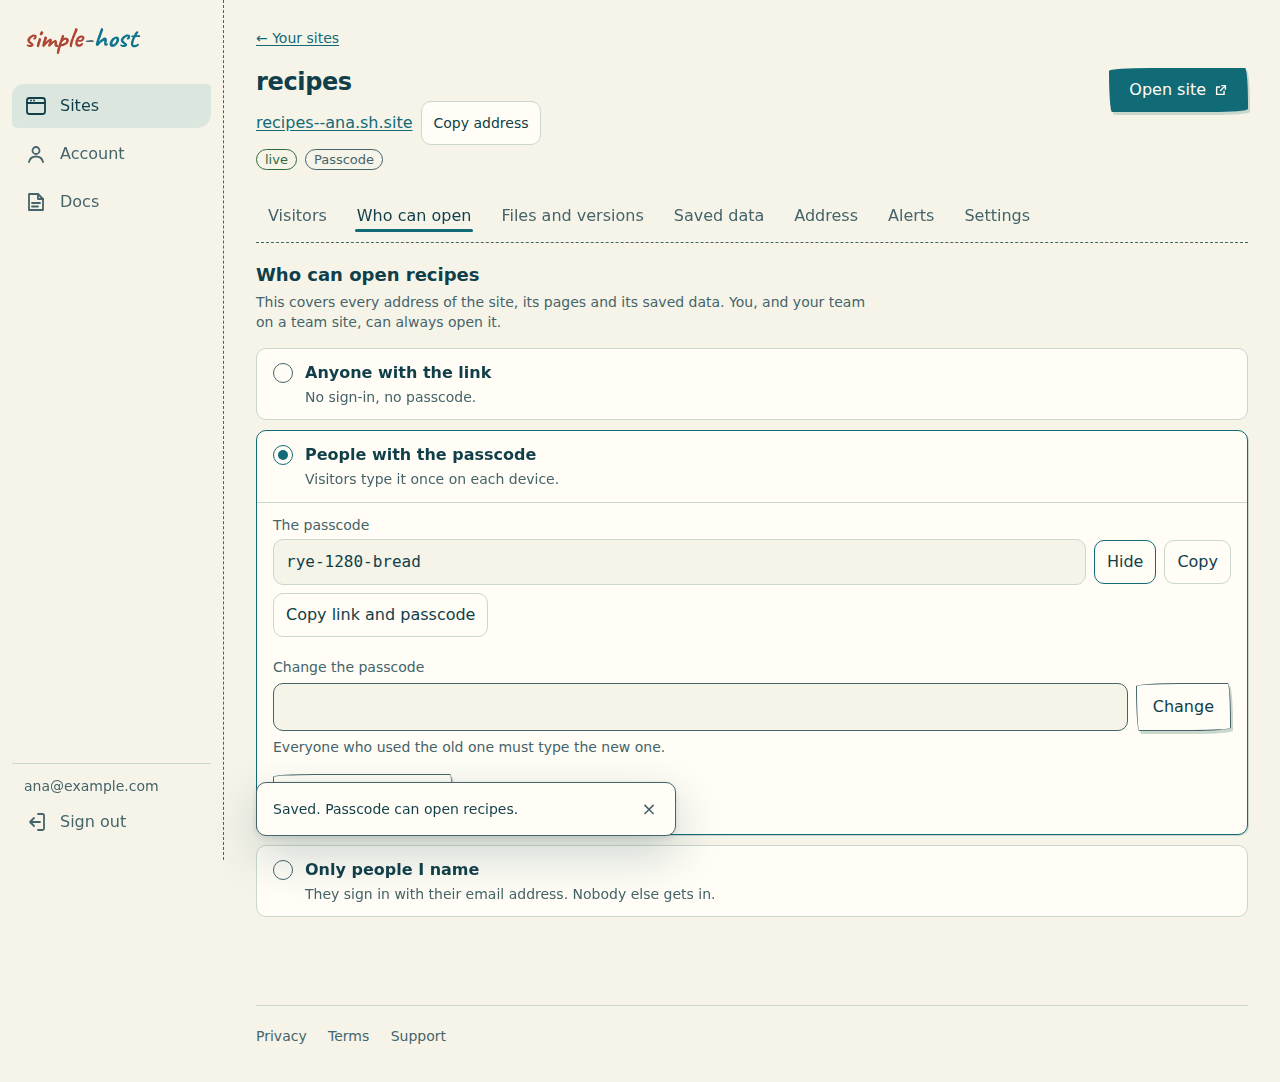 simple-host
Sites
Account
Docs
ana@example.com
Sign out
← Your sites
recipes
Open site
recipes--ana.sh.site
Copy address
live
Passcode
Visitors
Who can open
Files and versions
Saved data
Address
Alerts
Settings
Who can open recipes
This covers every address of the site, its pages and its saved data. You, and your team
on a team site, can always open it.
Anyone with the link
No sign-in, no passcode.
People with the passcode
Visitors type it once on each device.
The passcode
rye-1280-bread
Hide
Copy
Copy link and passcode
Change the passcode
Change
Everyone who used the old one must type the new one.
Saved. Passcode can open recipes.
Only people I name
They sign in with their email address. Nobody else gets in.
Privacy
Terms
Support